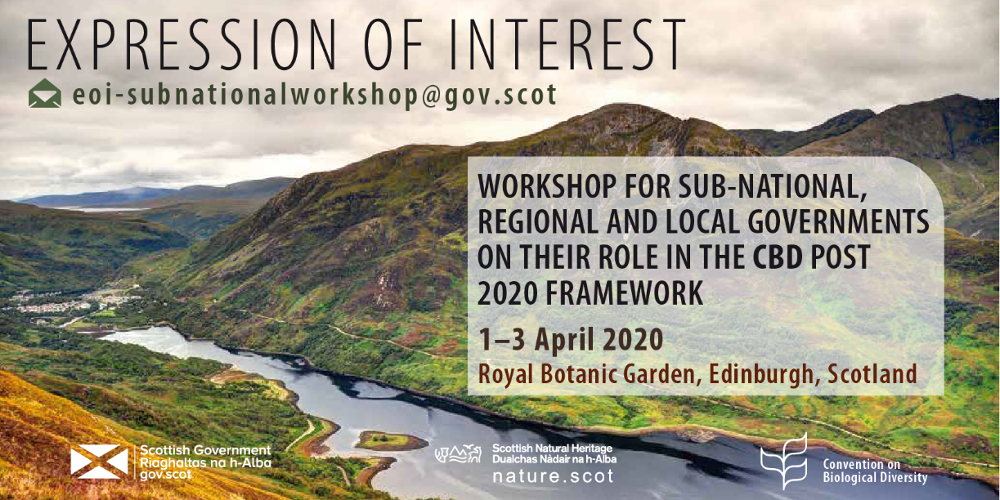 EXPRESSION OF INTEREST
eoi-subnationalworkshop@gov.scot
WORKSHOP FOR SUB-NATIONAL,
REGIONAL AND LOCAL GOVERNMENTS
ON THEIR ROLE IN THE CBD POST
2020 FRAMEWORK
1–3 April 2020
Royal Botanic Garden, Edinburgh, Scotland
Scottish Government
Riaghaltas na h-Alba
gov.scot
Scottish Natural Heritage
Dualchas Nàdair na h-Alba
nature.scot
Convention on
Biological Diversity